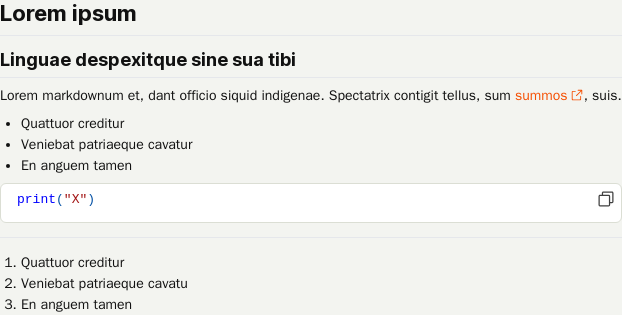 Lorem ipsum
Linguae despexitque sine sua tibi
Lorem markdownum et, dant officio siquid indigenae. Spectatrix contigit tellus, sum summos, suis.
• Quattuor creditur
• Veniebat patriaeque cavatur
• En anguem tamen
print("X")
1. Quattuor creditur
2. Veniebat patriaeque cavatu
3. En anguem tamen